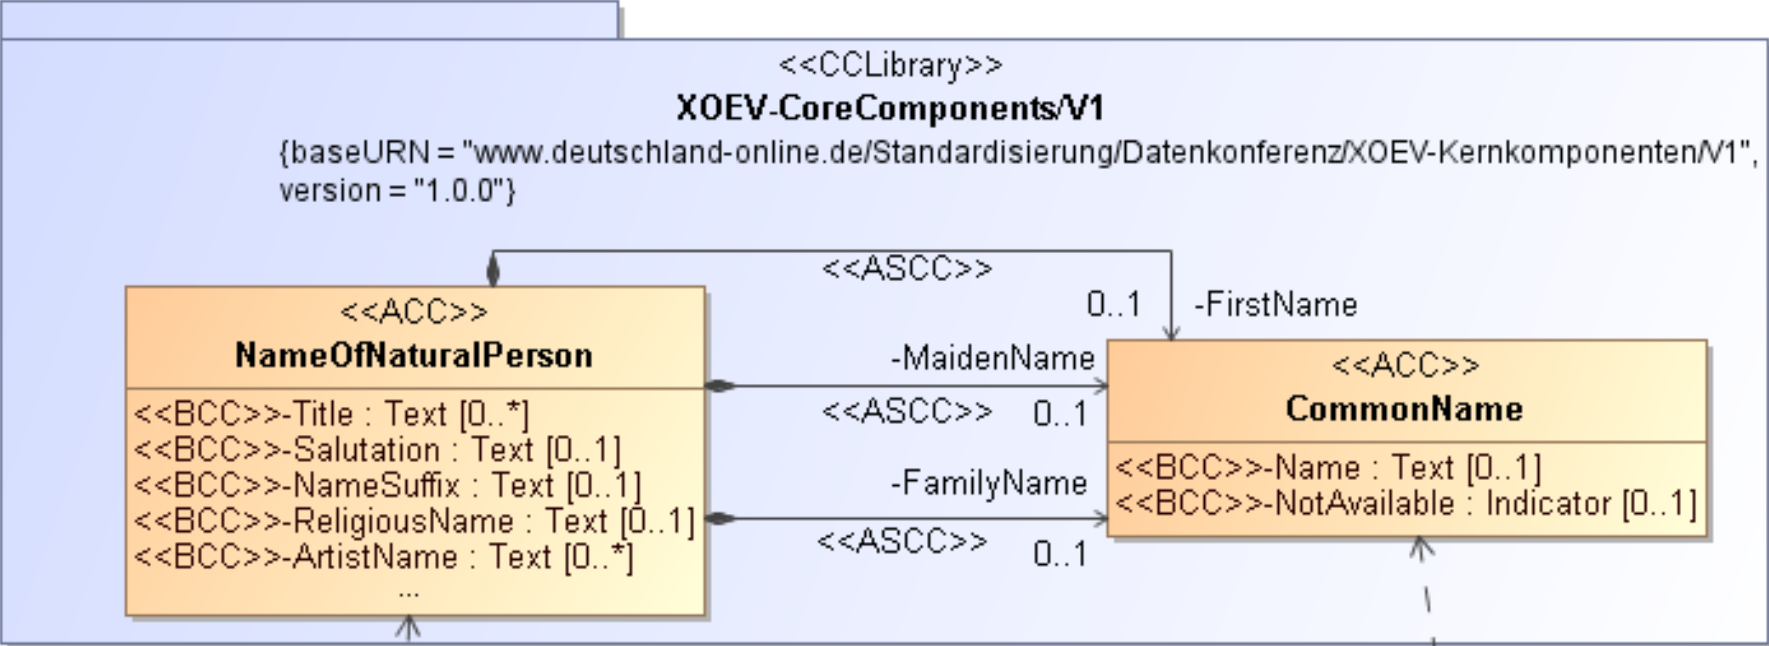 <<CCLibrary>>
XOEV-CoreComponents/V1
{baseURN = "www.deutschland-online.de/Standardisierung/Datenkonferenz/XOEV-Kernkomponenten/V1",
version = "1.0.0"}
<<ASCC>>
0..1 -FirstName
<<ACC>>
NameOfNaturalPerson
<<BCC>>-Title : Text [0..*]
<<BCC>>-Salutation : Text [0..1]
<<BCC>>-NameSuffix : Text [0..1]
<<BCC>>-ReligiousName : Text [0..1]
<<BCC>>-ArtistName : Text [0..*]
...
-MaidenName
<<ASCC>> 0..1
-FamilyName
<<ASCC>> 0..1
<<ACC>>
CommonName
<<BCC>>-Name : Text [0..1]
<<BCC>>-NotAvailable : Indicator [0..1]